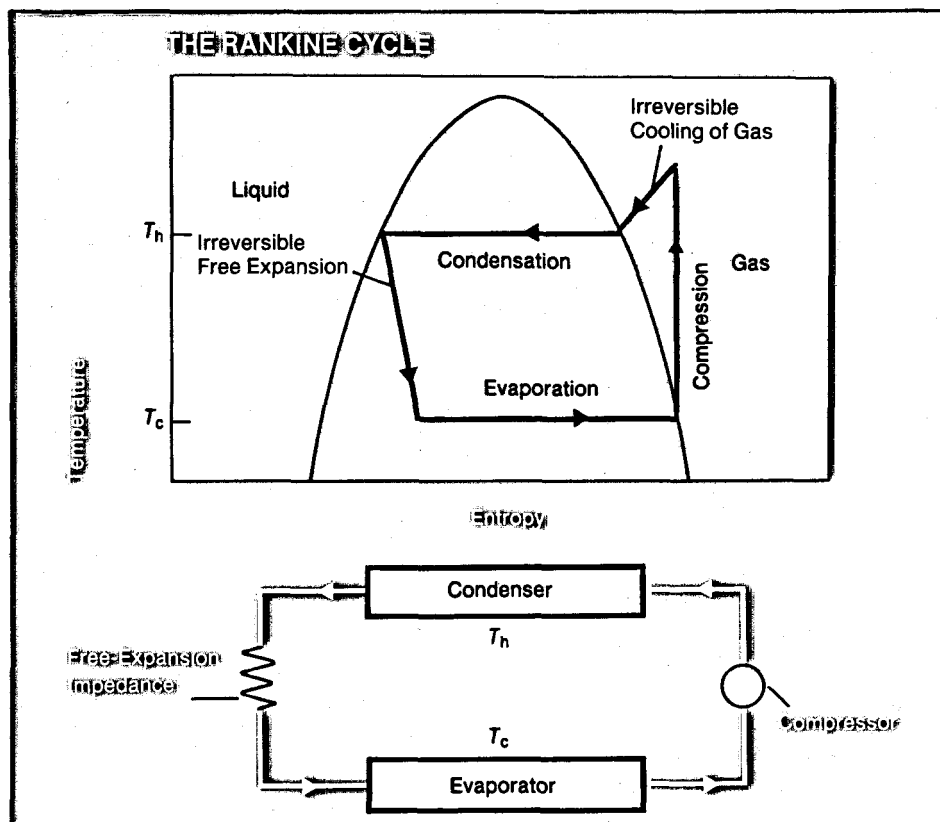 THE RANKINE CYCLE
Irreversible
Cooling of Gas
Liquid
Th
Irreversible
Free Expansion
Condensation
Gas
Compression
Evaporation
Tc
Temperature
Entropy
Condenser
Th
Free-Expansion
Impedance
Compressor
Tc
Evaporator